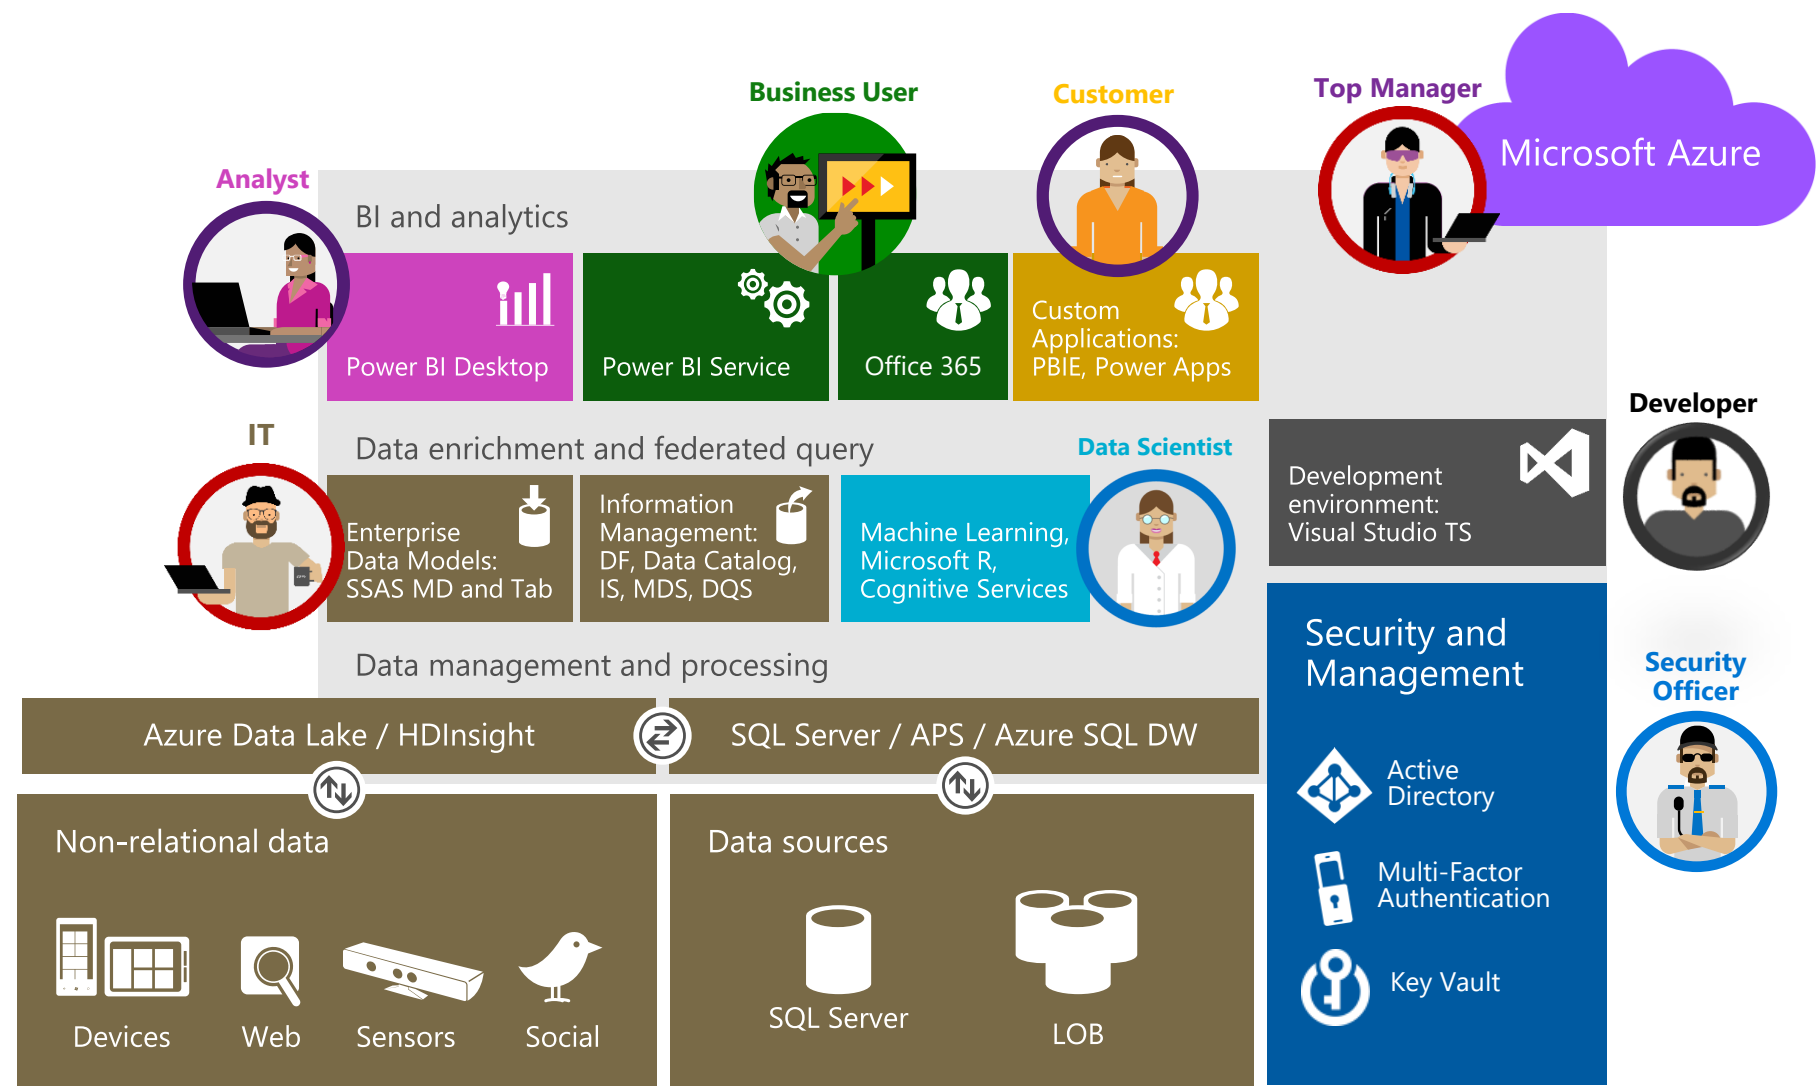 Business User
Customer
Top Manager
Microsoft Azure
Analyst
BI and analytics
Power BI Desktop
Power BI Service
Office 365
Custom
Applications:
PBIE, Power Apps
Developer
IT
Data enrichment and federated query
Data Scientist
Enterprise
Data Models:
SSAS MD and Tab
Information
Management:
DF, Data Catalog,
IS, MDS, DQS
Machine Learning,
Microsoft R,
Cognitive Services
Development
environment:
Visual Studio TS
Data management and processing
Security and
Management
Security
Officer
Azure Data Lake / HDInsight
SQL Server / APS / Azure SQL DW
Active
Directory
Multi-Factor
Authentication
Key Vault
Non-relational data
Devices
Web
Sensors
Social
Data sources
SQL Server
LOB